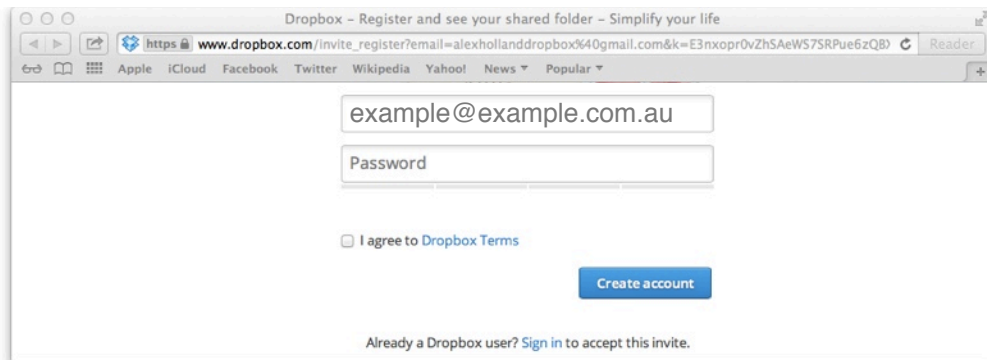 Dropbox – Register and see your shared folder – Simplify your life
https www.dropbox.com/invite_register?email=alexhollanddropbox%40gmail.com&k=E3nxopr0vZhSAeWS7SRPue6zQB Reader
Apple iCloud Facebook Twitter Wikipedia Yahoo! News Popular
example@example.com.au
Password
I agree to Dropbox Terms
Create account
Already a Dropbox user? Sign in to accept this invite.